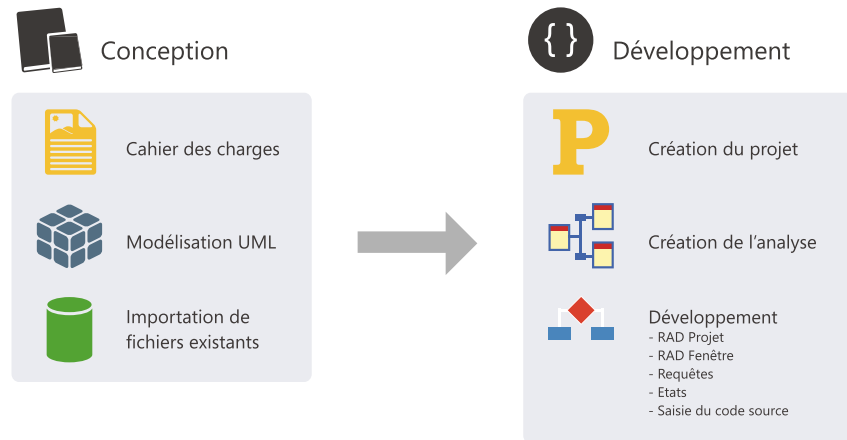 Conception
Cahier des charges
Modélisation UML
Importation de
fichiers existants
{ } Développement
P
Création du projet
Création de l'analyse
Développement
- RAD Projet
- RAD Fenêtre
- Requêtes
- Etats
- Saisie du code source